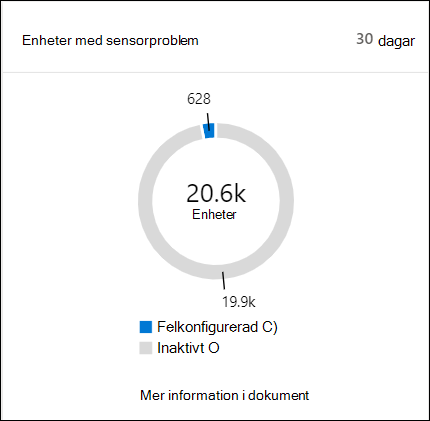 Enheter med sensorproblem 30 dagar
628
20.6k
Enheter
19.9k
Felkonfigurerad C)
Inaktivt O
Mer information i dokument